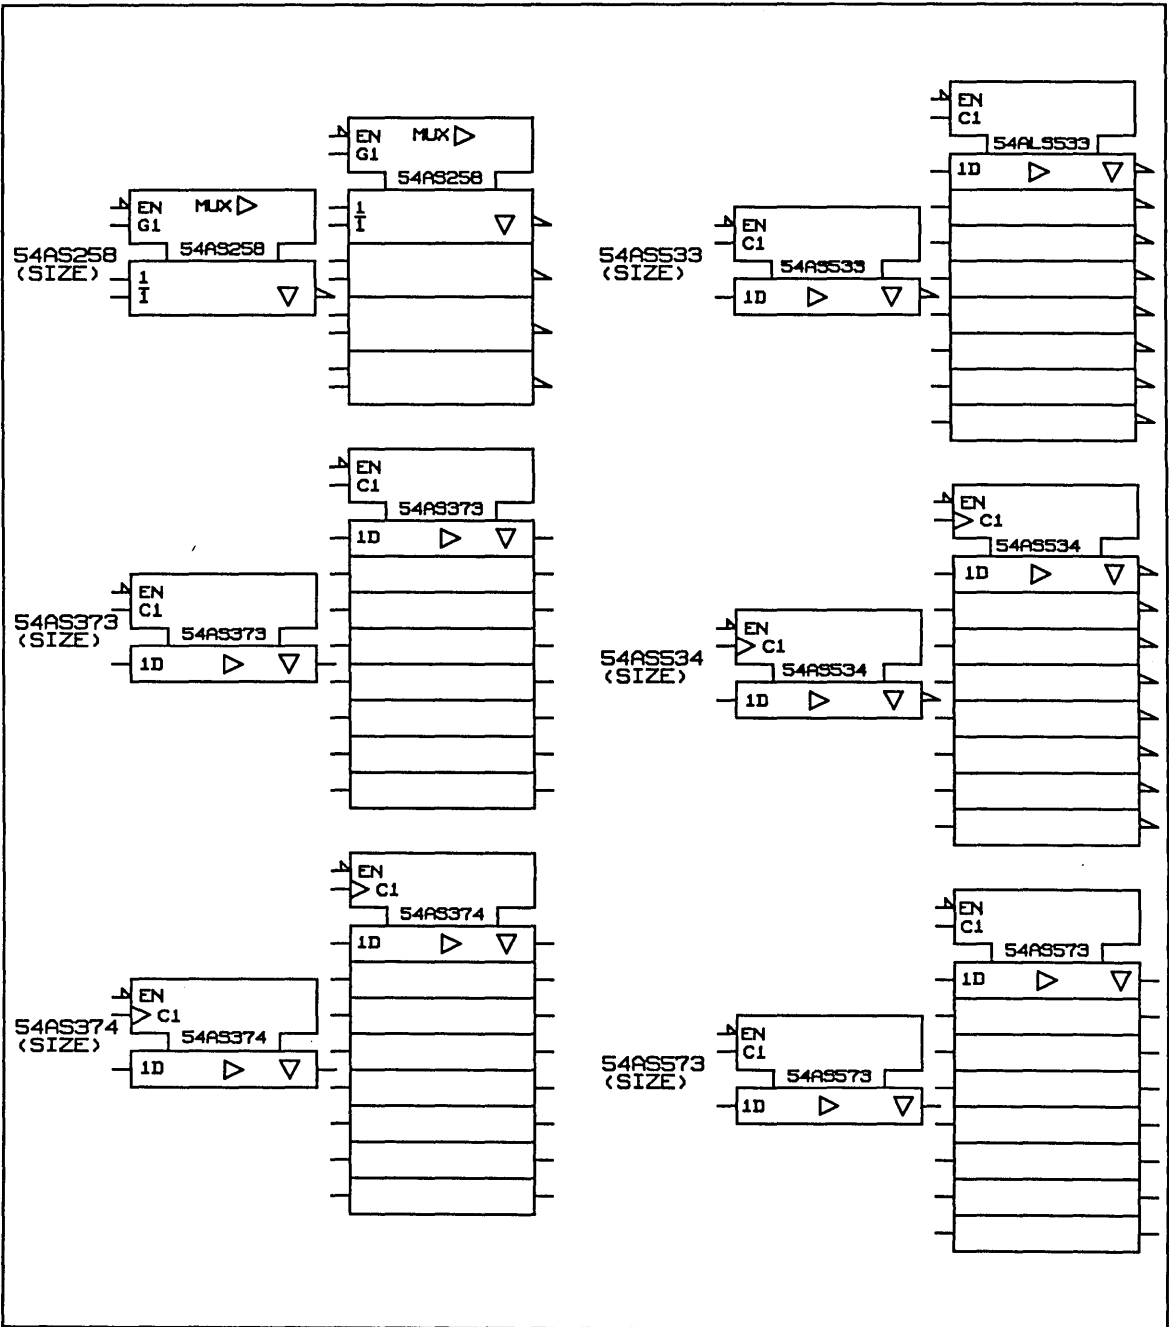 EN MUX
G1
54AS258
1
1
EN MUX
G1
54AS258
54AS258
(SIZE)
1
1
EN
C1
54AS373
1D
EN
C1
54AS373
54AS373
(SIZE)
1D
EN
C1
54AS374
1D
EN
C1
54AS374
54AS374
(SIZE)
1D
EN
C1
54ALS533
1D
EN
C1
54AS533
54AS533
(SIZE)
1D
EN
C1
54AS534
1D
EN
C1
54AS534
54AS534
(SIZE)
1D
EN
C1
54AS573
1D
EN
C1
54AS573
54AS573
(SIZE)
1D